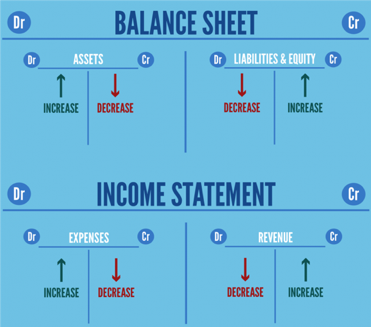 Dr BALANCE SHEET Cr
Dr ASSETS Cr
INCREASE DECREASE
Dr LIABILITIES & EQUITY Cr
DECREASE INCREASE
Dr INCOME STATEMENT Cr
Dr EXPENSES Cr
INCREASE DECREASE
Dr REVENUE Cr
DECREASE INCREASE